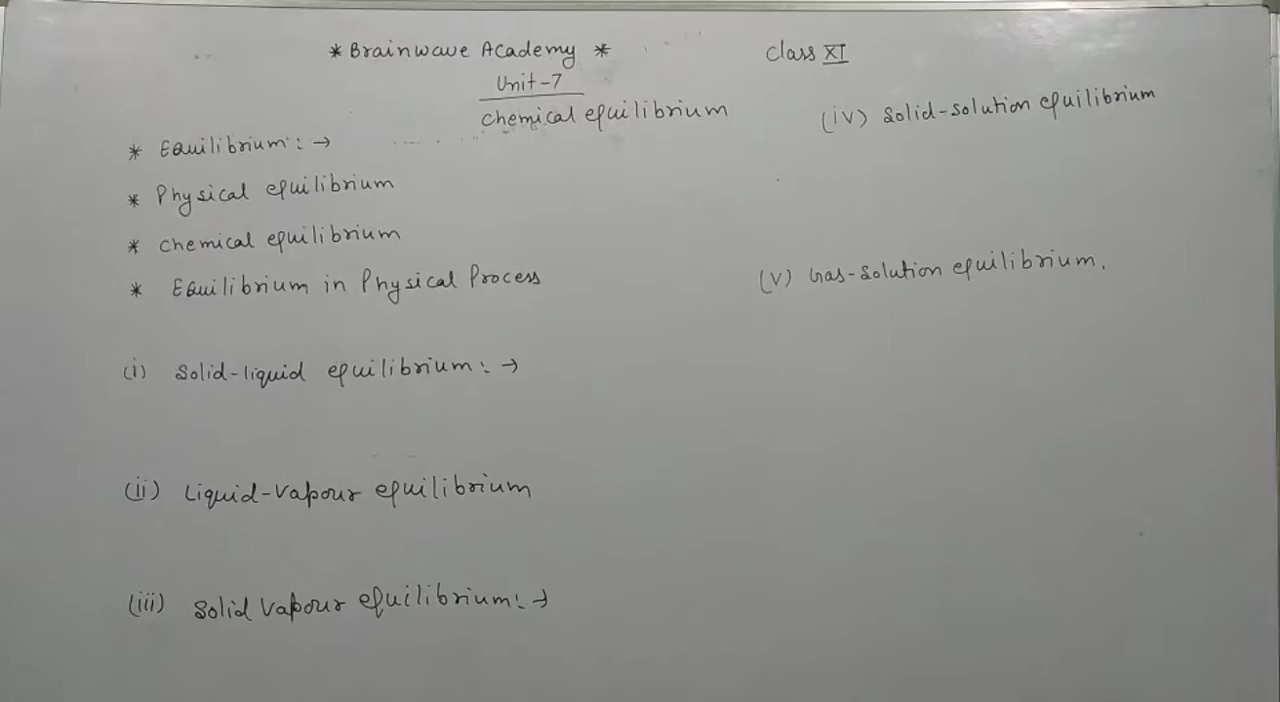 * Brainwave Academy *
Class XI
Unit-7
Chemical equilibrium
* Equilibrium : →
* Physical equilibrium
* Chemical equilibrium
* Equilibrium in Physical Process
(i) Solid-liquid equilibrium : →
(ii) Liquid-Vapour equilibrium
(iii) Solid Vapour equilibrium : →
(iv) Solid-solution equilibrium
(v) Gas-Solution equilibrium.